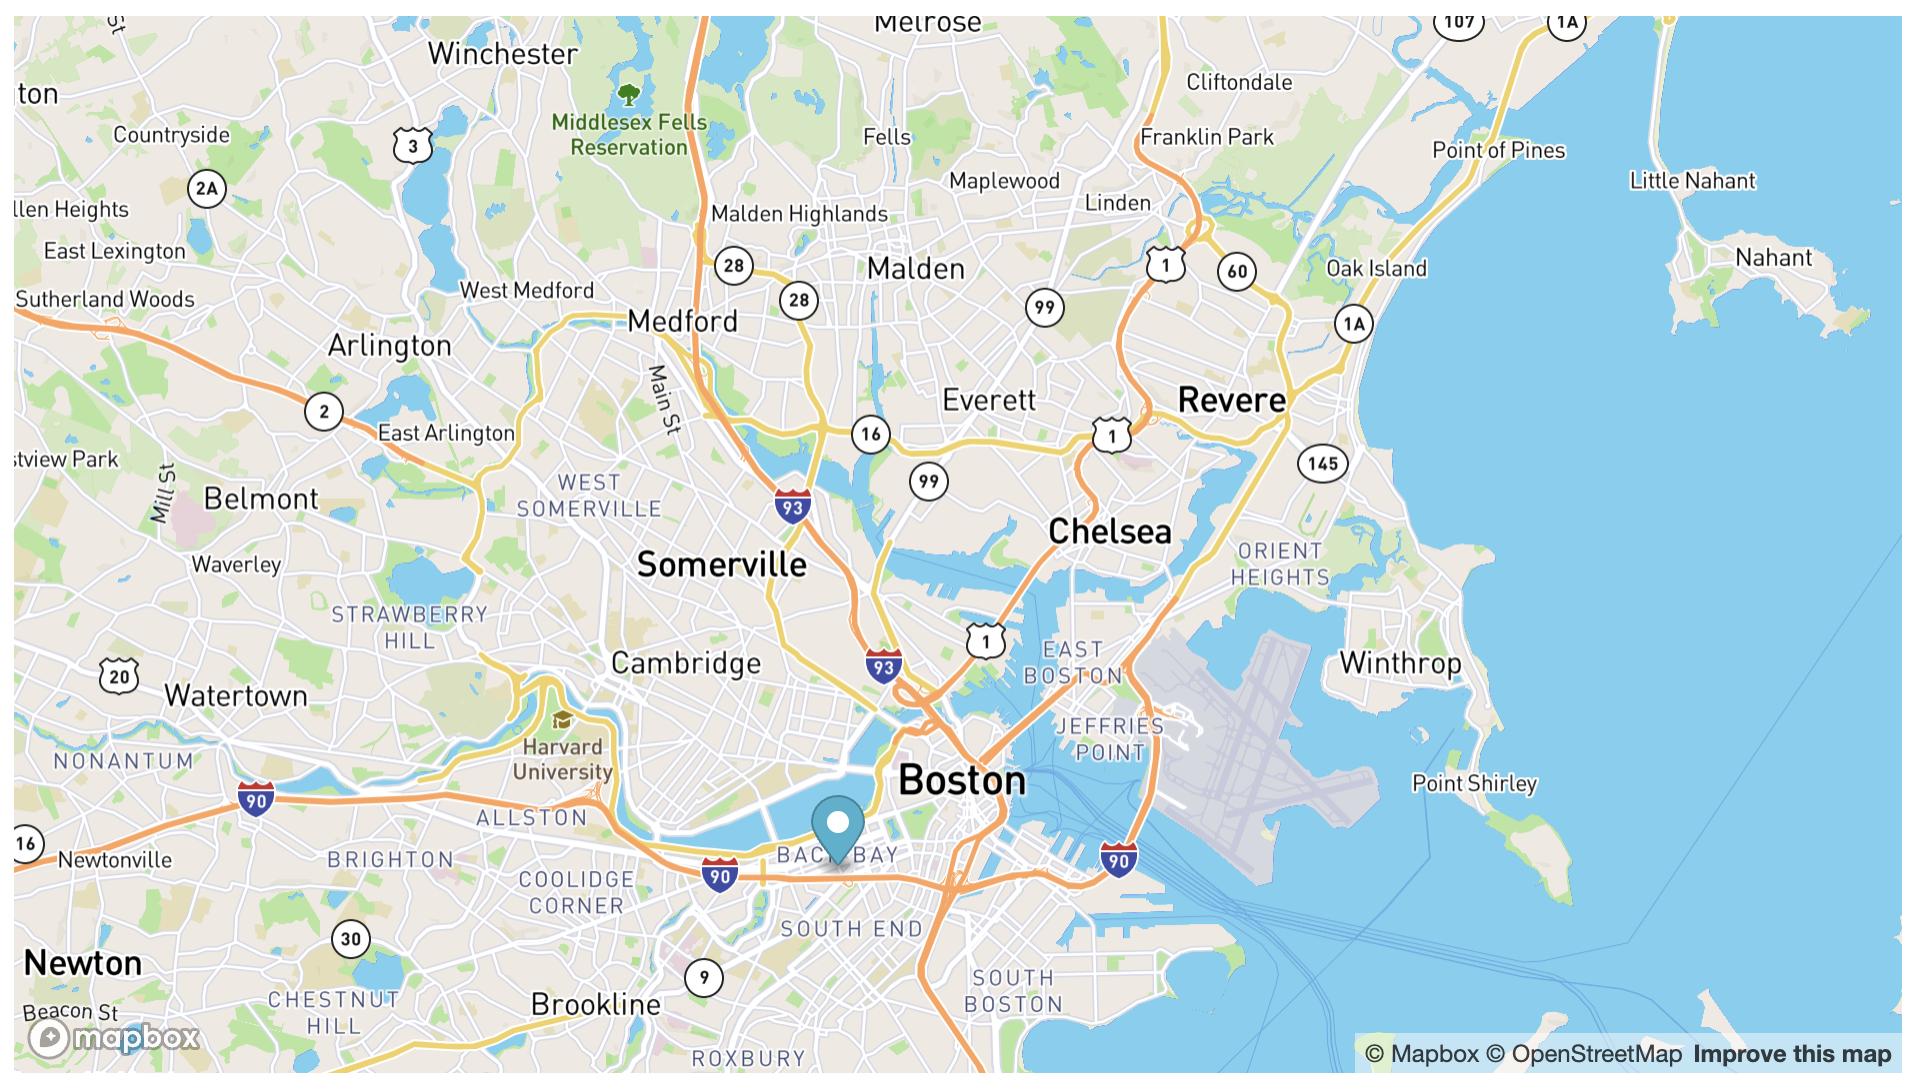 Melrose
107
1A
St
Winchester
Cliftondale
ton
Middlesex Fells
Reservation
Countryside
3
Fells
Franklin Park
Point of Pines
2A
Maplewood
Little Nahant
llen Heights
Malden Highlands
Linden
East Lexington
Nahant
28
Malden
1
60
Oak Island
Sutherland Woods
West Medford
28
99
Medford
1A
Arlington
Main St
Everett
Revere
2
East Arlington
16
1
145
stview Park
Mill St
Belmont
WEST
SOMERVILLE
99
93
Chelsea
Waverley
Somerville
ORIENT
HEIGHTS
STRAWBERRY
HILL
1
EAST
BOSTON
20
Watertown
Cambridge
93
Winthrop
Harvard
University
JEFFRIES
POINT
NONANTUM
Boston
Point Shirley
90
ALLSTON
16
Newtonville
BRIGHTON
BACK BAY
90
90
COOLIDGE
CORNER
SOUTH END
30
Newton
9
SOUTH
BOSTON
CHESTNUT
HILL
Brookline
Beacon St
mapbox
ROXBURY
© Mapbox © OpenStreetMap Improve this map